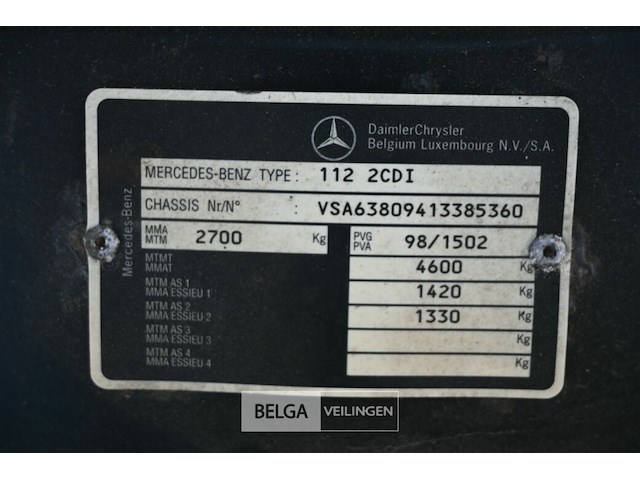 DaimlerChrysler
Belgium Luxembourg N.V./S.A.
Mercedes-Benz
MERCEDES-BENZ TYPE: 112 2CDI
CHASSIS Nr/N°: VSA63809413385360
MMA
MTM 2700 Kg
PVG
PVA 98/1502
MTMT
MMAT 4600 Kg
MTM AS 1
MMA ESSIEU 1 1420 Kg
MTM AS 2
MMA ESSIEU 2 1330 Kg
MTM AS 3
MMA ESSIEU 3 Kg
MTM AS 4
MMA ESSIEU 4 Kg
BELGA VEILINGEN